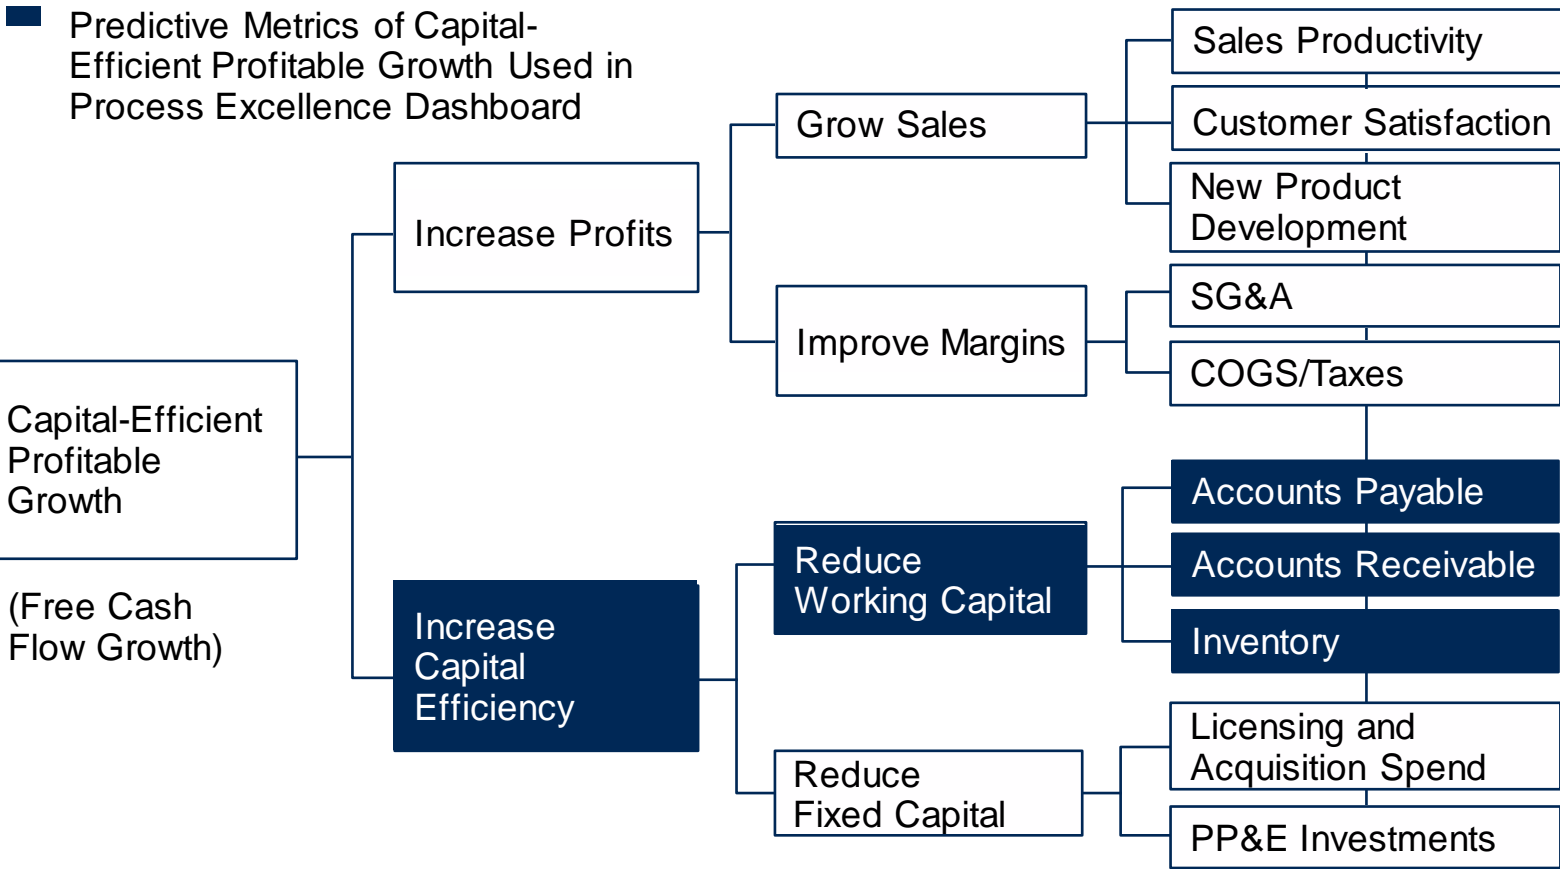 Predictive Metrics of Capital-
Efficient Profitable Growth Used in
Process Excellence Dashboard
Capital-Efficient
Profitable
Growth
(Free Cash
Flow Growth)
Increase Profits
Increase
Capital
Efficiency
Grow Sales
Improve Margins
Reduce
Working Capital
Reduce
Fixed Capital
Sales Productivity
Customer Satisfaction
New Product
Development
SG&A
COGS/Taxes
Accounts Payable
Accounts Receivable
Inventory
Licensing and
Acquisition Spend
PP&E Investments